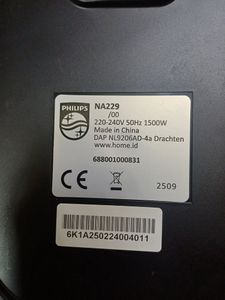 PHILIPS
NA229
/00
220-240V 50Hz 1500W
Made in China
DAP NL9206AD-4a Drachten
www.home.id
688001000831
2509
6K1A250224004011